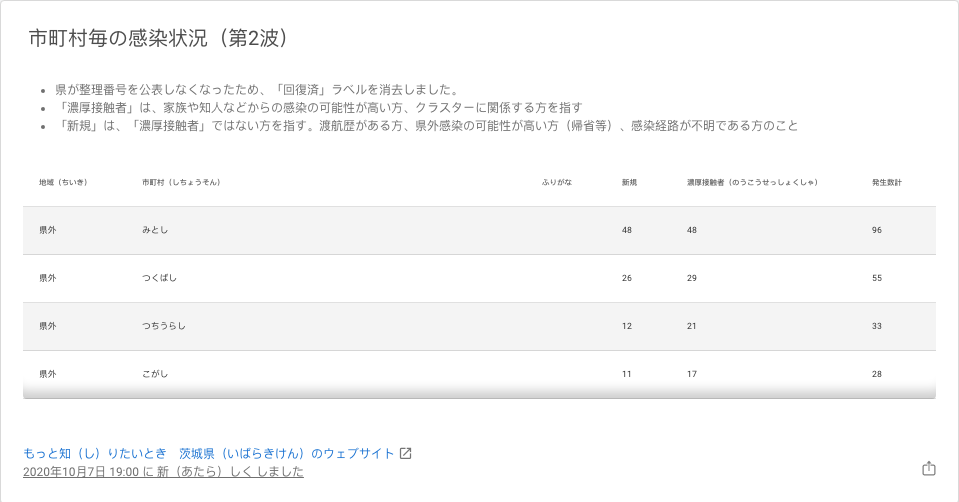 市町村毎の感染状況（第2波）
県が整理番号を公表しなくなったため、「回復済」ラベルを消去しました。
「濃厚接触者」は、家族や知人などからの感染の可能性が高い方、クラスターに関係する方を指す
「新規」は、「濃厚接触者」ではない方を指す。渡航歴がある方、県外感染の可能性が高い方（帰省等）、感染経路が不明である方のこと
地域（ちいき） 市町村（しちょうそん） ふりがな 新規 濃厚接触者（のうこうせっしょくしゃ） 発生数計
県外 みとし 48 48 96
県外 つくばし 26 29 55
県外 つちうらし 12 21 33
県外 こがし 11 17 28
もっと知（し）りたいとき　茨城県（いばらきけん）のウェブサイト
2020年10月7日 19:00 に 新（あたら）しく しました